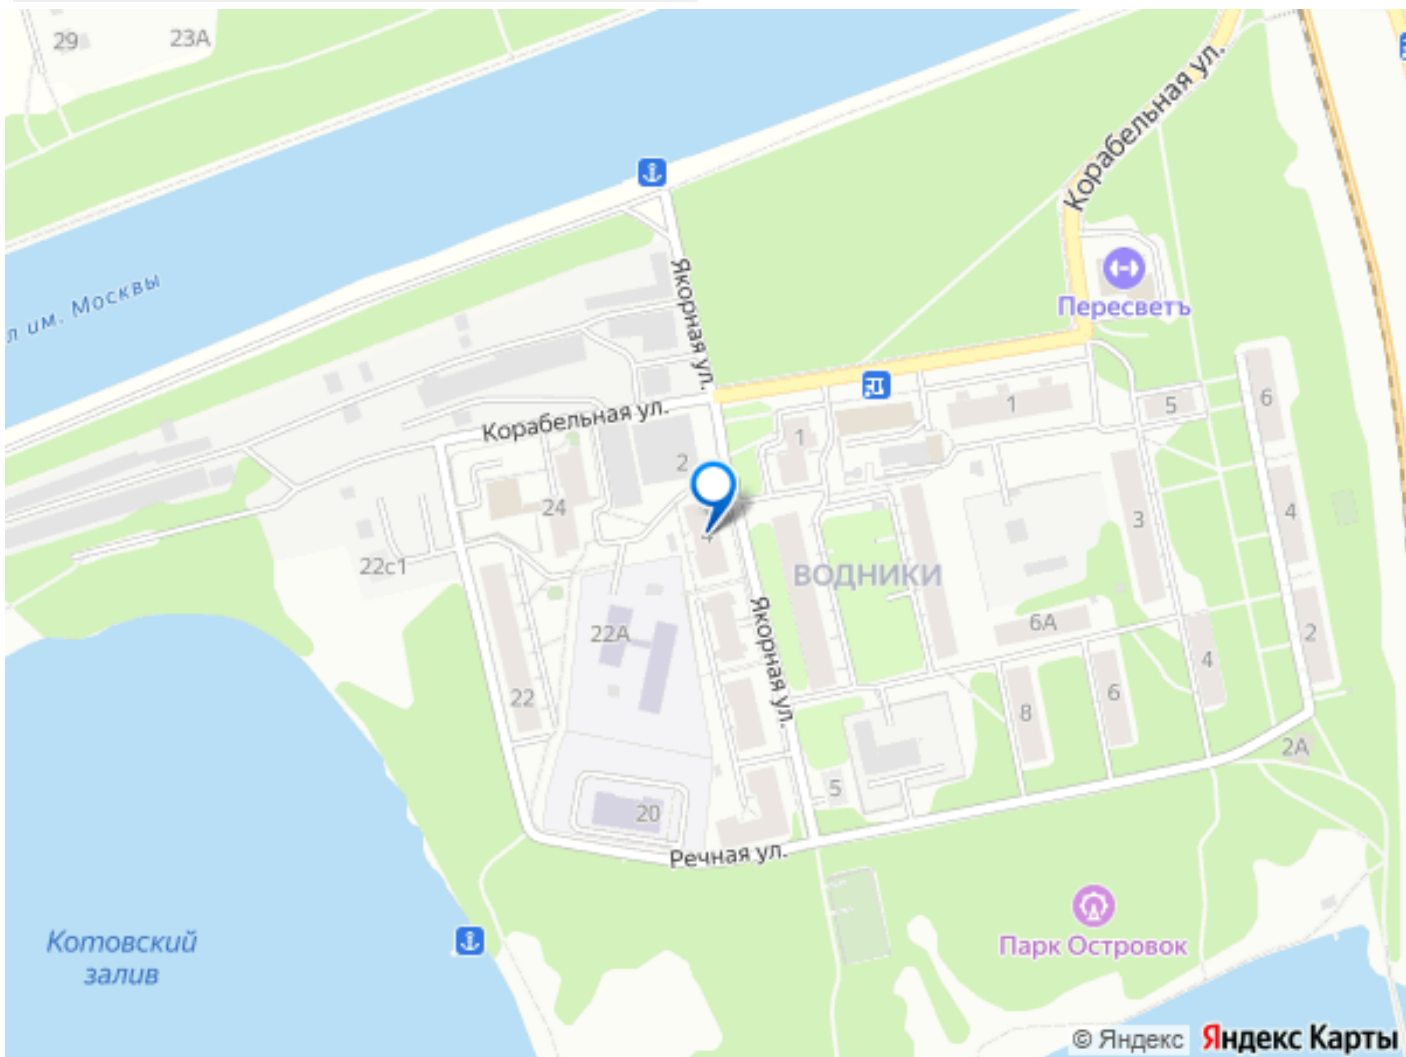 29
23А
Корабельная ул.
л им. Москвы
Якорная ул.
Пересветъ
6
1
5
Корабельная ул.
1
2
24
4
3
4
22с1
ВОДНИКИ
22А
6А
2
4
22
Якорная ул.
8
6
2А
5
20
Речная ул.
Котовский
залив
Парк Островок
© Яндекс Яндекс Карты